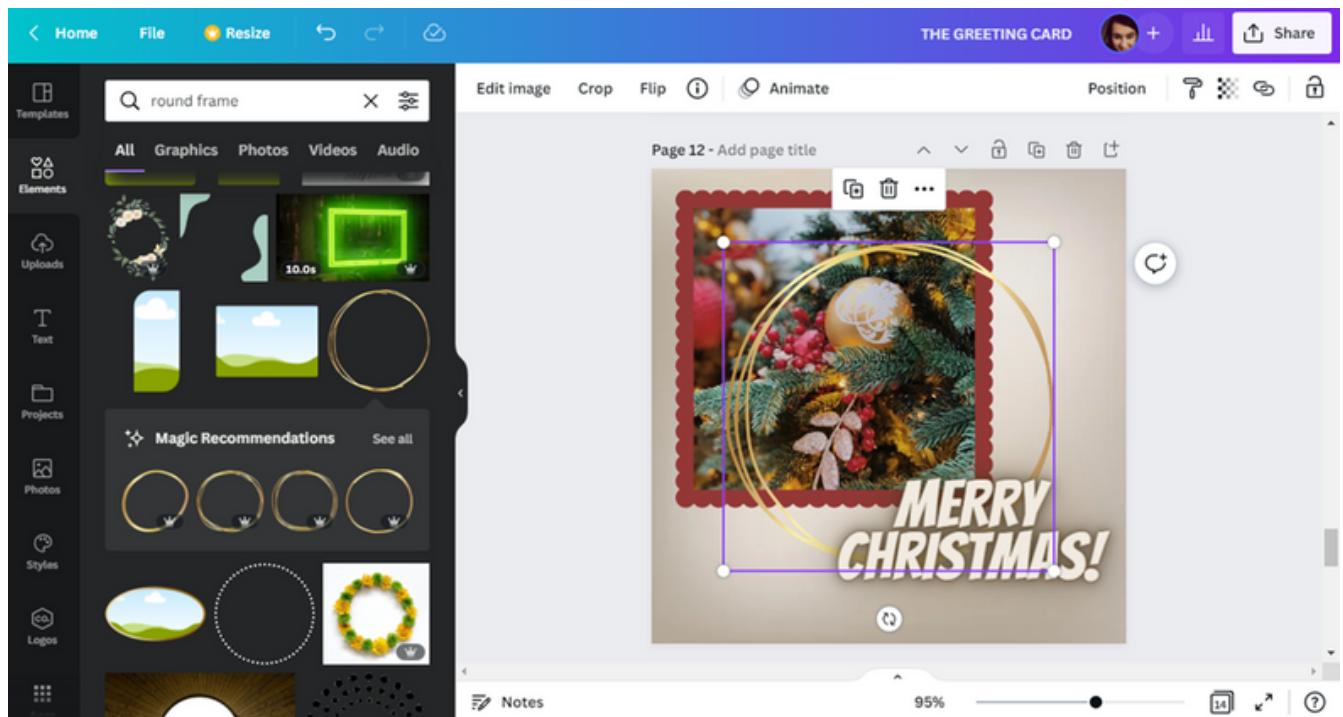 Home File Resize THE GREETING CARD + Share
Templates
Elements
Uploads
Text
Projects
Photos
Styles
CO.
Logos
round frame
All Graphics Photos Videos Audio
10.0s
Magic Recommendations See all
Edit image Crop Flip Animate Position
Page 12 - Add page title
MERRY
CHRISTMAS!
Notes 95% 14 ?